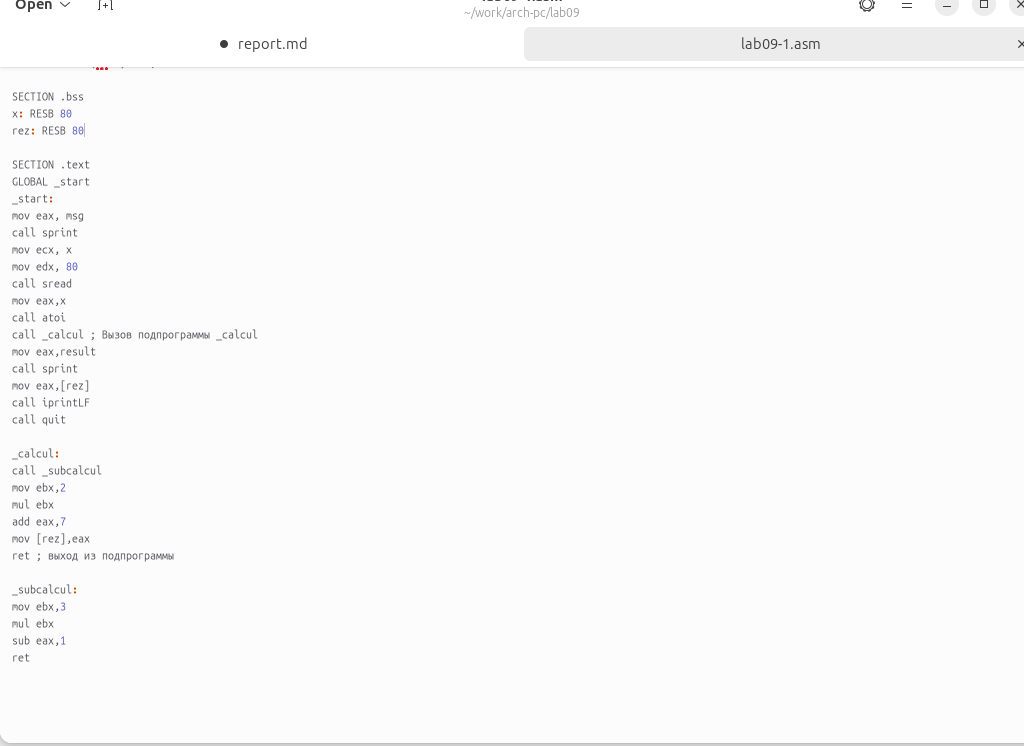 Open
~/work/arch-pc/lab09
report.md
lab09-1.asm
SECTION .bss
x: RESB 80
rez: RESB 80
SECTION .text
GLOBAL _start
_start:
mov eax, msg
call sprint
mov ecx, x
mov edx, 80
call sread
mov eax,x
call atoi
call _calcul ; Вызов подпрограммы _calcul
mov eax,result
call sprint
mov eax,[rez]
call iprintLF
call quit
_calcul:
call _subcalcul
mov ebx,2
mul ebx
add eax,7
mov [rez],eax
ret ; выход из подпрограммы
_subcalcul:
mov ebx,3
mul ebx
sub eax,1
ret